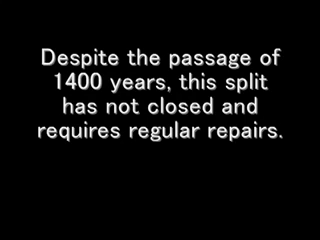 Despite the passage of
1400 years, this split
has not closed and
requires regular repairs.